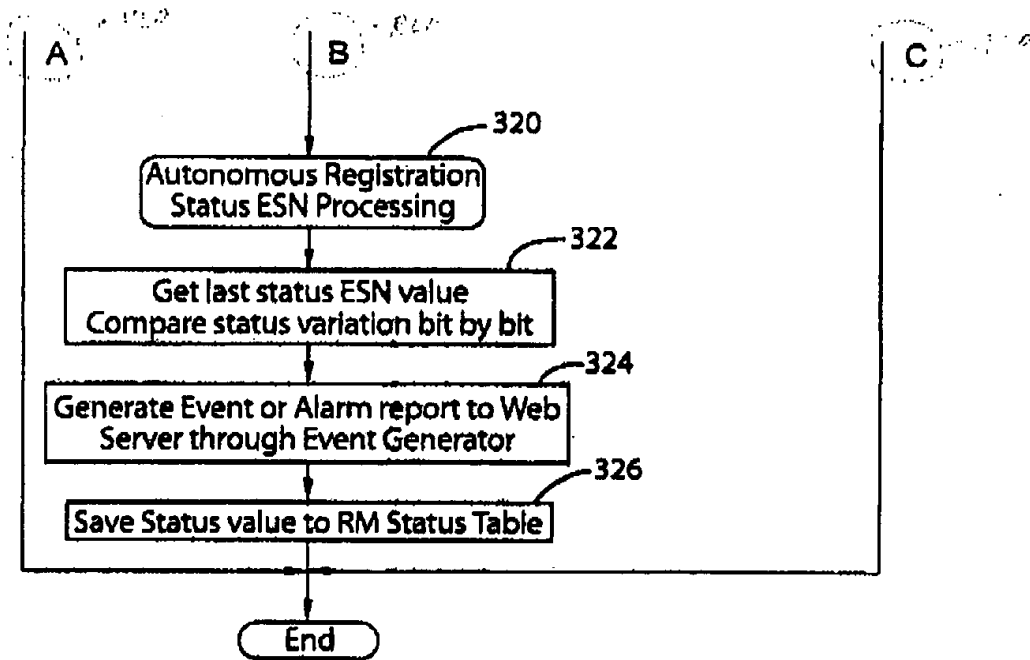 A
B
C
320
Autonomous Registration
Status ESN Processing
322
Get last status ESN value
Compare status variation bit by bit
324
Generate Event or Alarm report to Web
Server through Event Generator
326
Save Status value to RM Status Table
End